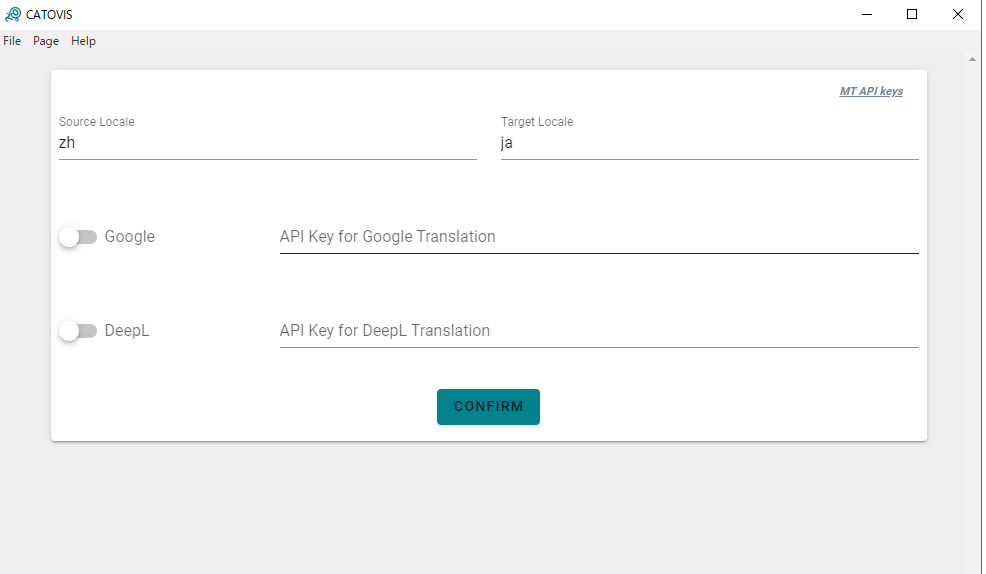 CATOVIS
File Page Help
MT API keys
Source Locale Target Locale
zh ja
Google API Key for Google Translation
DeepL API Key for DeepL Translation
CONFIRM